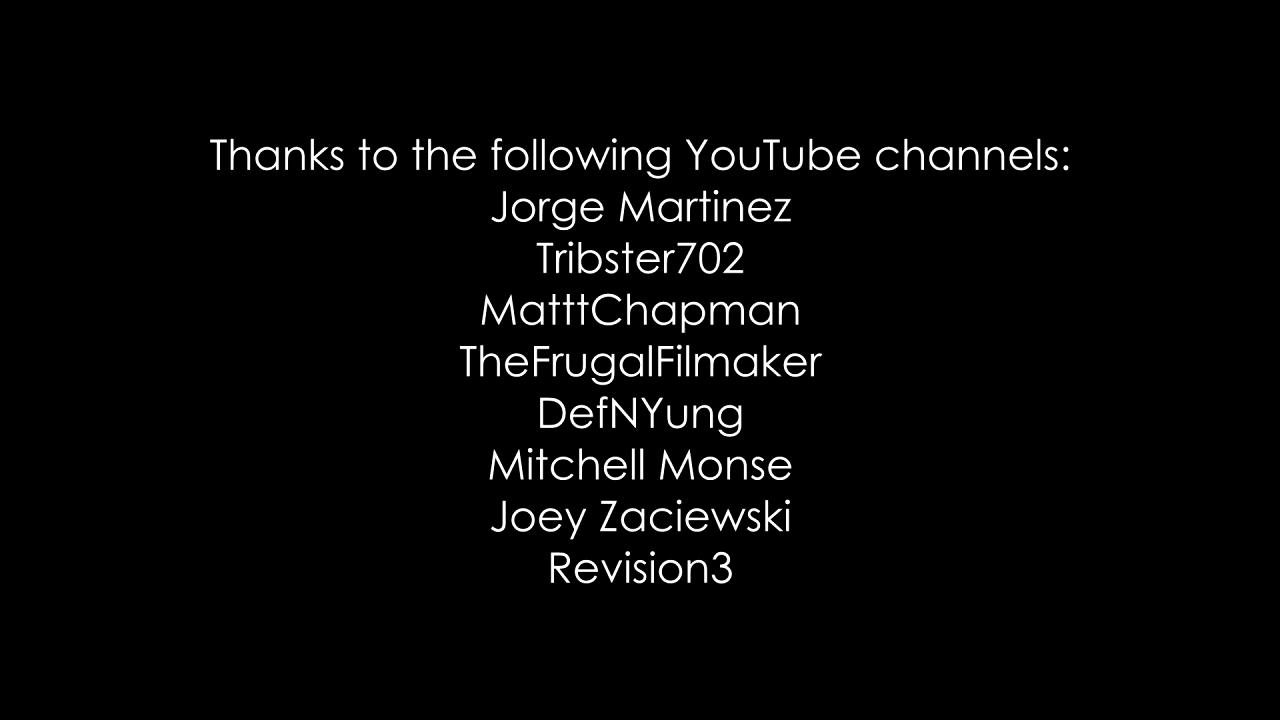 Thanks to the following YouTube channels:
Jorge Martinez
Tribster702
MatttChapman
TheFrugalFilmaker
DefNYung
Mitchell Monse
Joey Zaciewski
Revision3